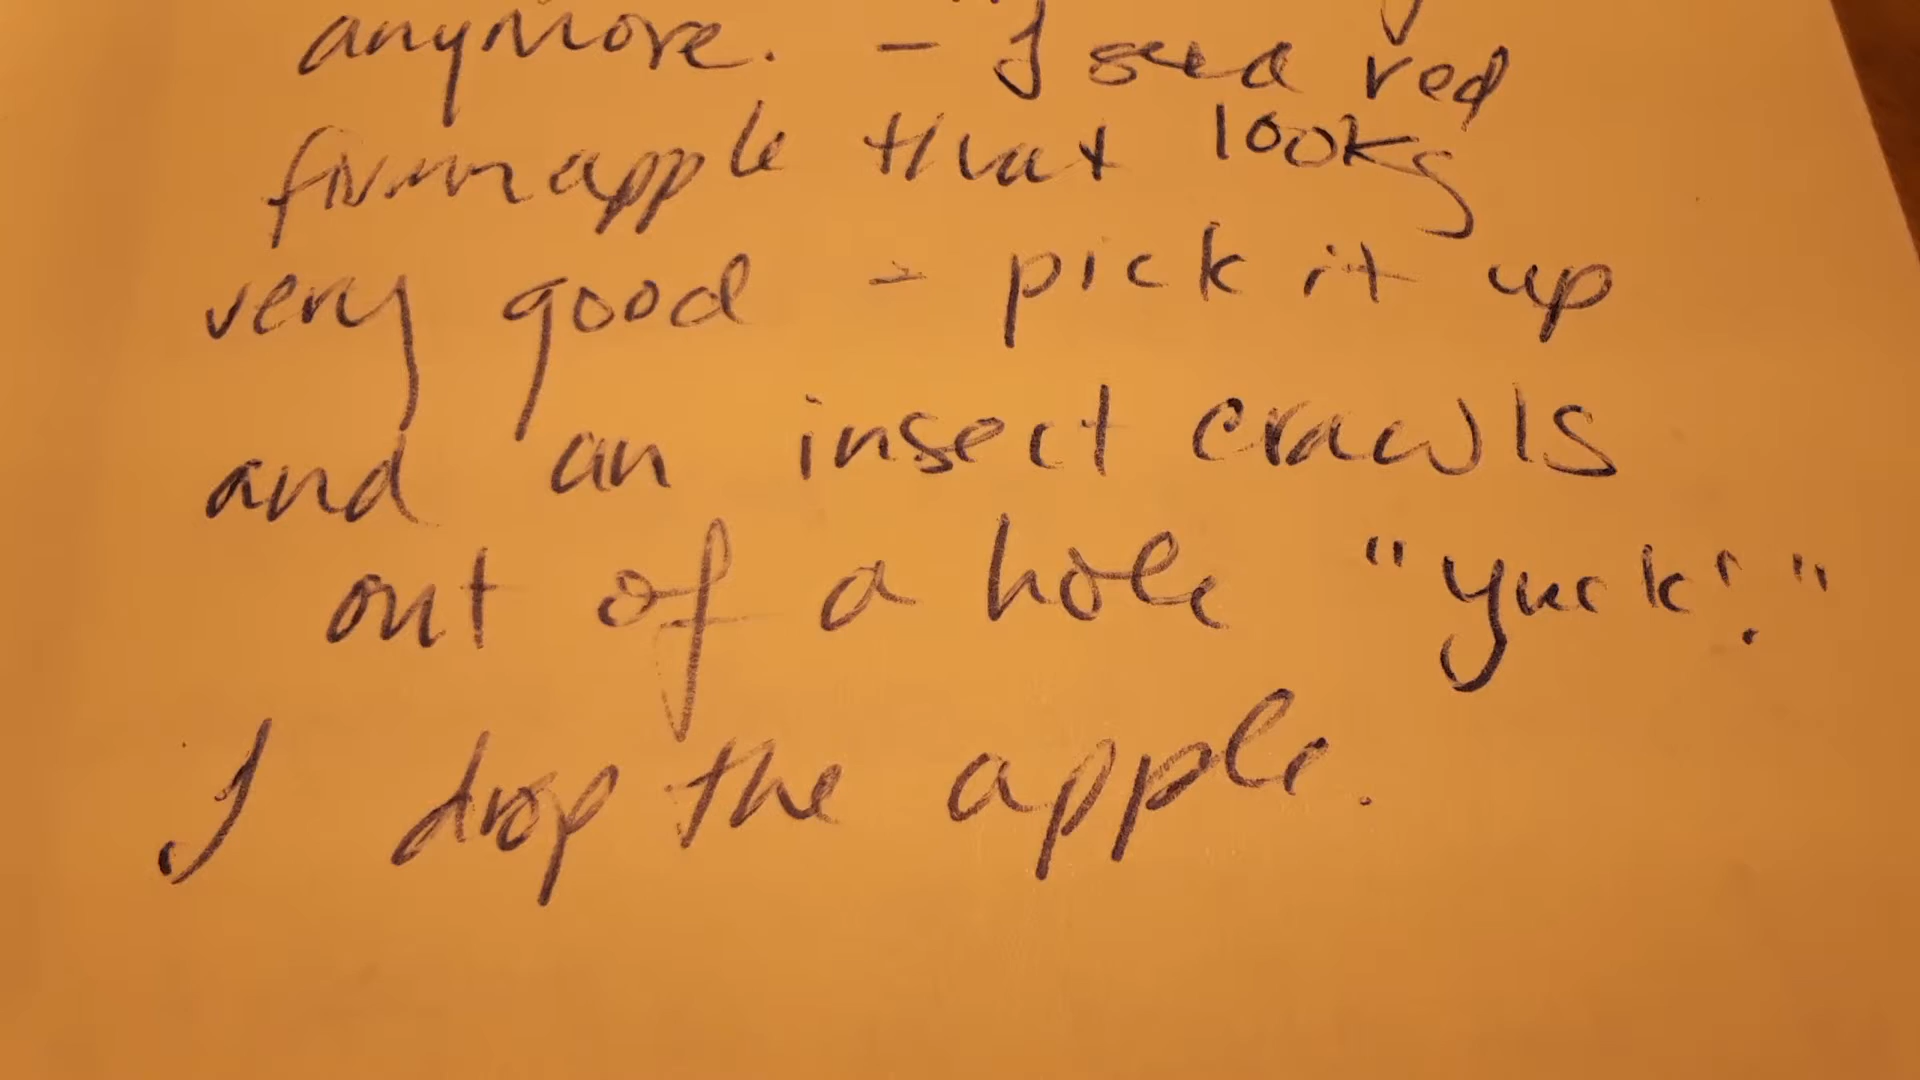 anymore. - I see a red
firm apple that looks
very good - pick it up
and an insect crawls
out of a hole "yuck!"
I drop the apple.